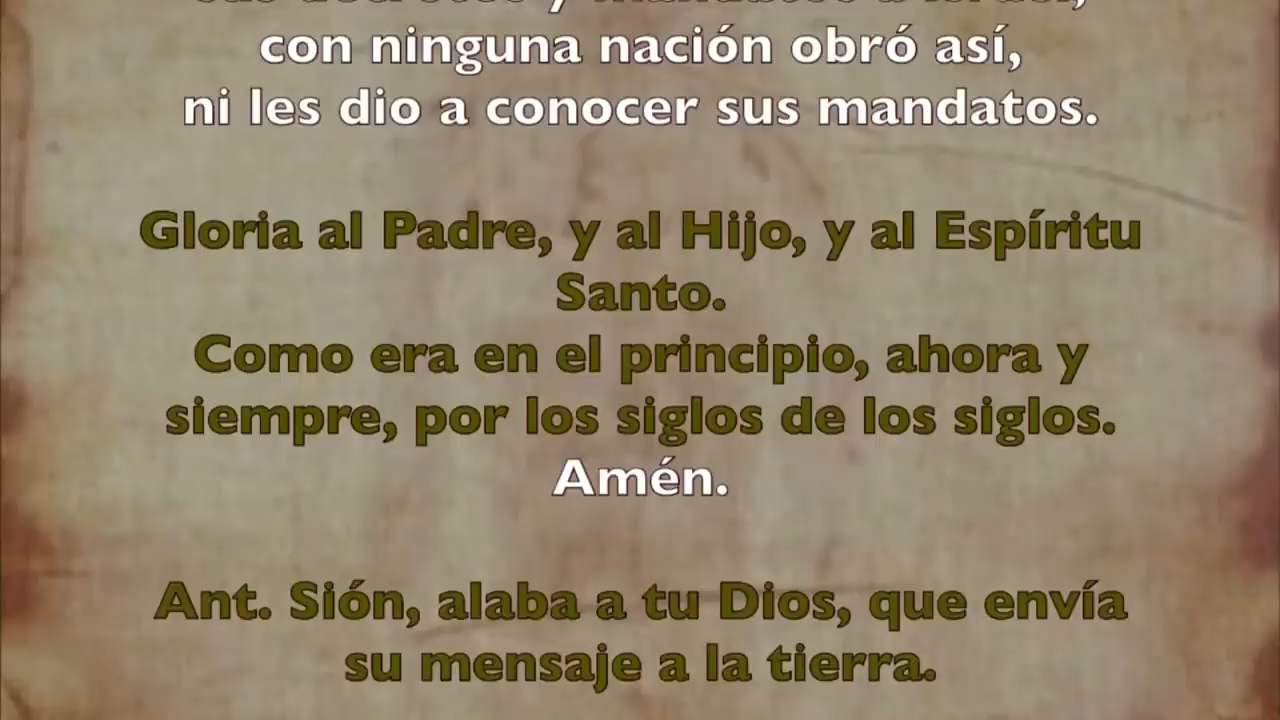 con ninguna nación obró así,
ni les dio a conocer sus mandatos.
Gloria al Padre, y al Hijo, y al Espíritu
Santo.
Como era en el principio, ahora y
siempre, por los siglos de los siglos.
Amén.
Ant. Sión, alaba a tu Dios, que envía
su mensaje a la tierra.